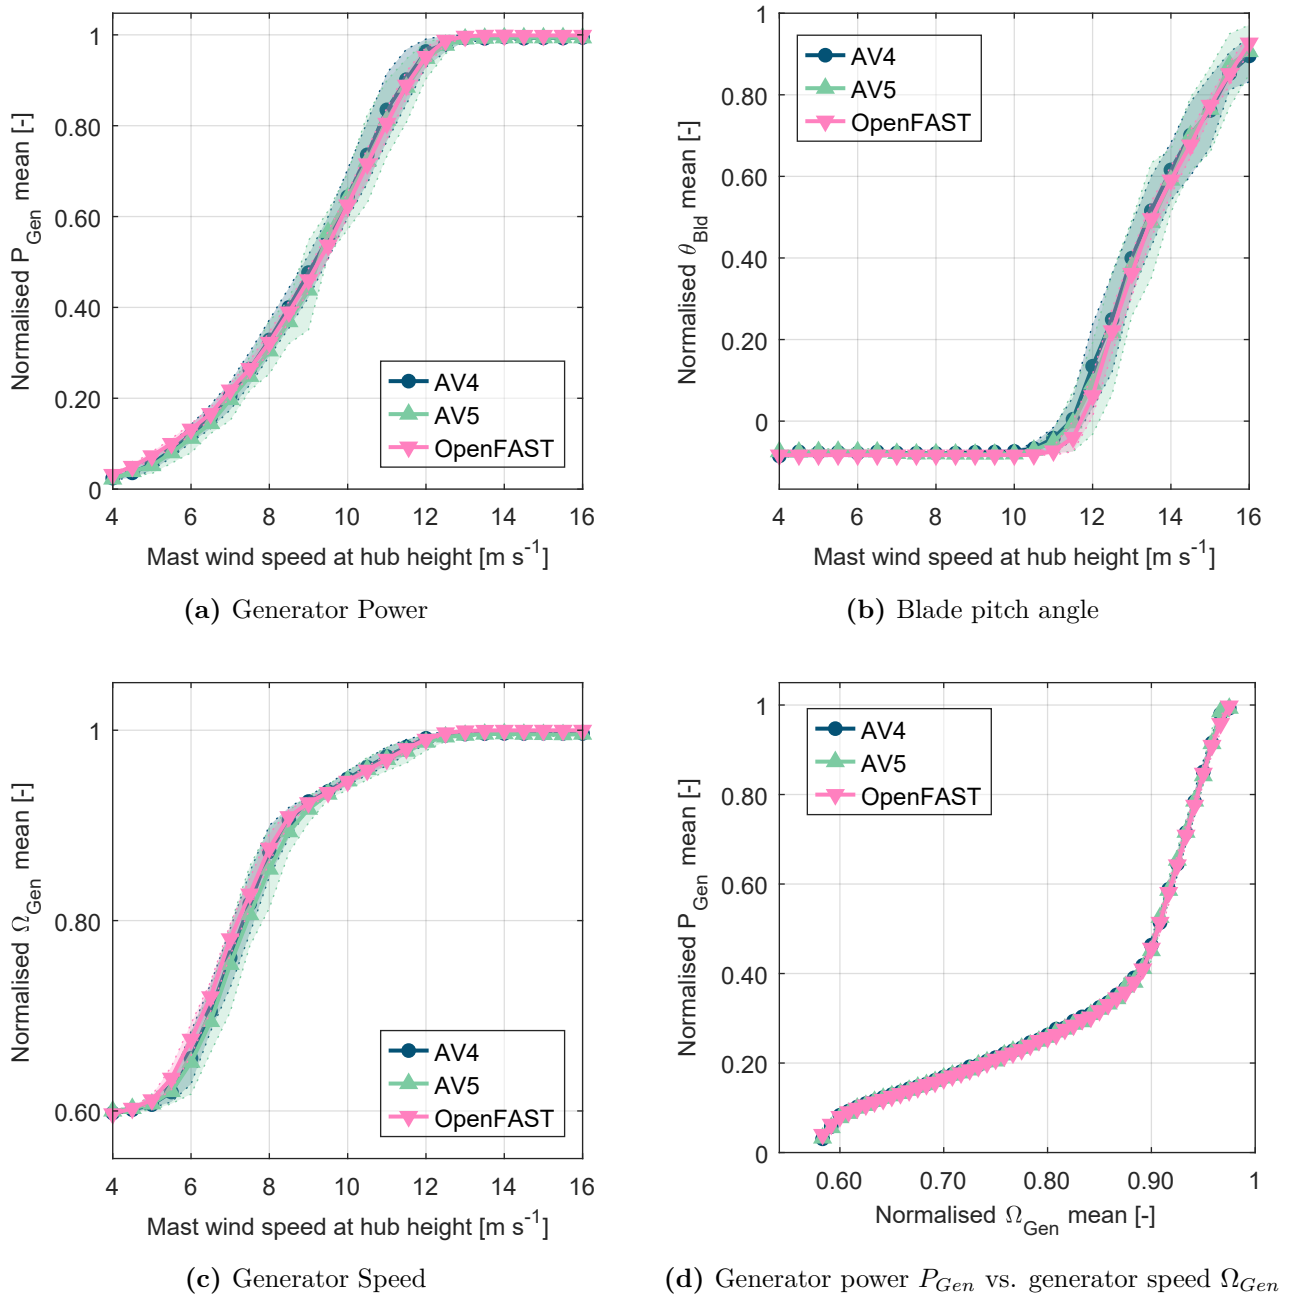 1
0.80
0.60
0.40
0.20
0
4 6 8 10 12 14 16
Normalised P_Gen mean [-]
Mast wind speed at hub height [m s⁻¹]
AV4
AV5
OpenFAST
(a) Generator Power
1
0.80
0.60
0.40
0.20
0
4 6 8 10 12 14 16
Normalised θ_Bld mean [-]
Mast wind speed at hub height [m s⁻¹]
AV4
AV5
OpenFAST
(b) Blade pitch angle
1
0.80
0.60
4 6 8 10 12 14 16
Normalised Ω_Gen mean [-]
Mast wind speed at hub height [m s⁻¹]
AV4
AV5
OpenFAST
(c) Generator Speed
1
0.80
0.60
0.40
0.20
0
0.60 0.70 0.80 0.90 1
Normalised P_Gen mean [-]
Normalised Ω_Gen mean [-]
AV4
AV5
OpenFAST
(d) Generator power P_Gen vs. generator speed Ω_Gen